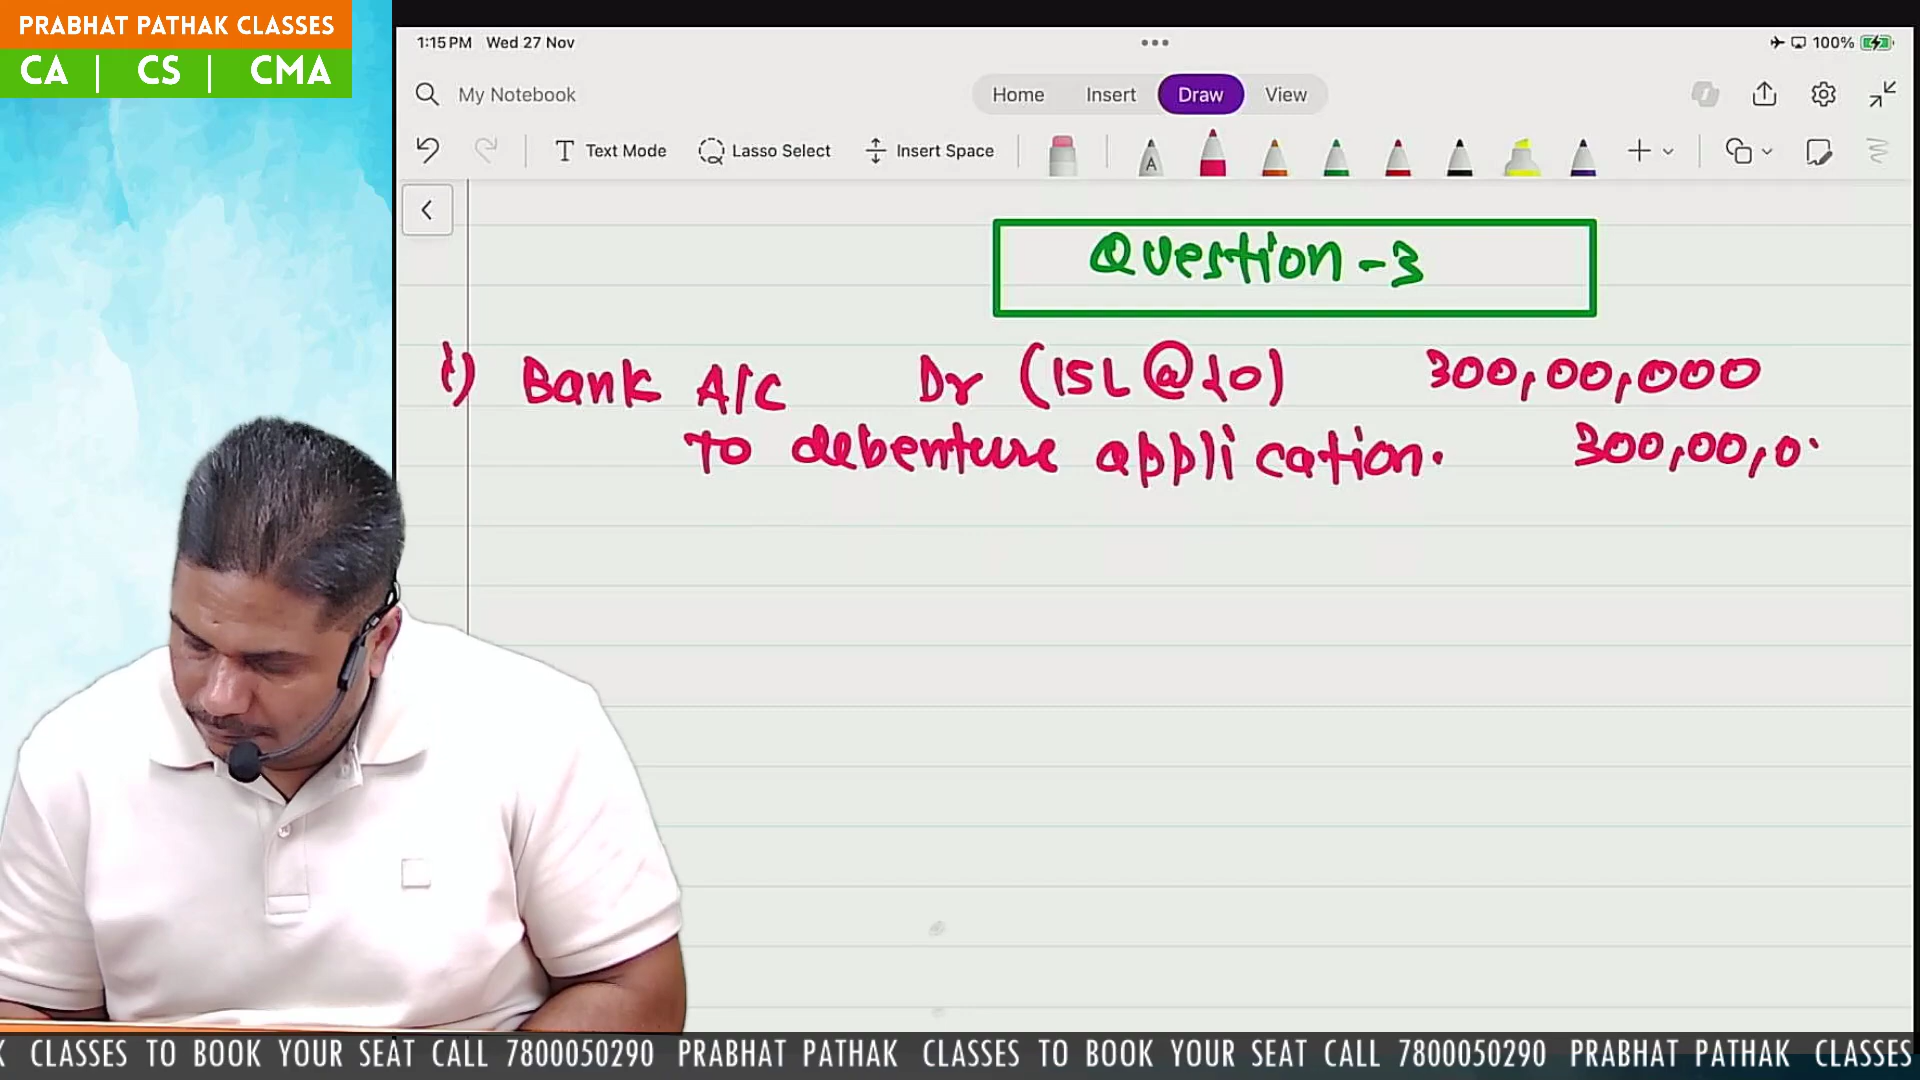 PRABHAT PATHAK CLASSES
CA | CS | CMA
1:15 PM Wed 27 Nov
100%
My Notebook
Home Insert Draw View
Text Mode Lasso Select Insert Space
A
Question-3
1) Bank A/C Dr (15L@20) 300,00,000
To debenture application. 300,00,0
K CLASSES TO BOOK YOUR SEAT CALL 7800050290 PRABHAT PATHAK CLASSES TO BOOK YOUR SEAT CALL 7800050290 PRABHAT PATHAK CLASSES